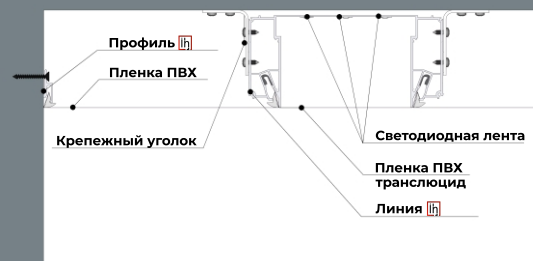 Профиль
Пленка ПВХ
Крепежный уголок
Светодиодная лента
Пленка ПВХ
транслюцид
Линия